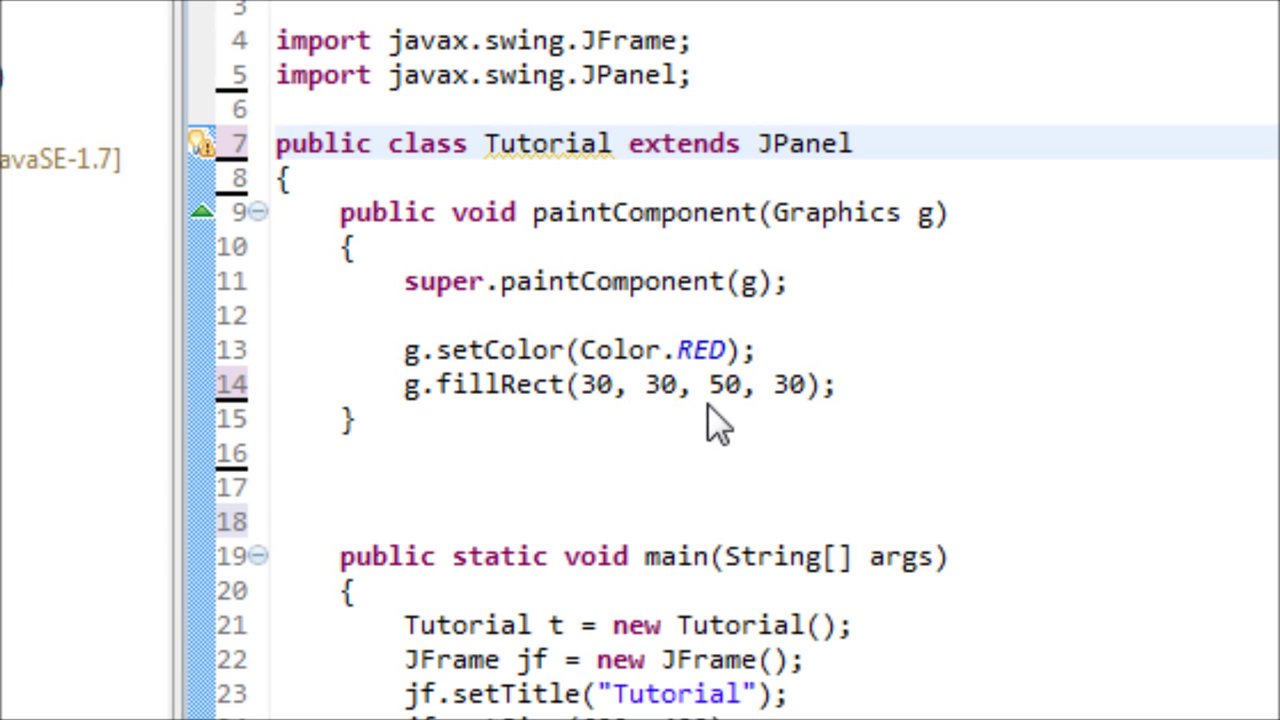 3
4 import javax.swing.JFrame;
5 import javax.swing.JPanel;
6
avaSE-1.7]
7 public class Tutorial extends JPanel
8 {
9 public void paintComponent(Graphics g)
10 {
11 super.paintComponent(g);
12
13 g.setColor(Color.RED);
14 g.fillRect(30, 30, 50, 30);
15 }
16
17
18
19 public static void main(String[] args)
20 {
21 Tutorial t = new Tutorial();
22 JFrame jf = new JFrame();
23 jf.setTitle("Tutorial");